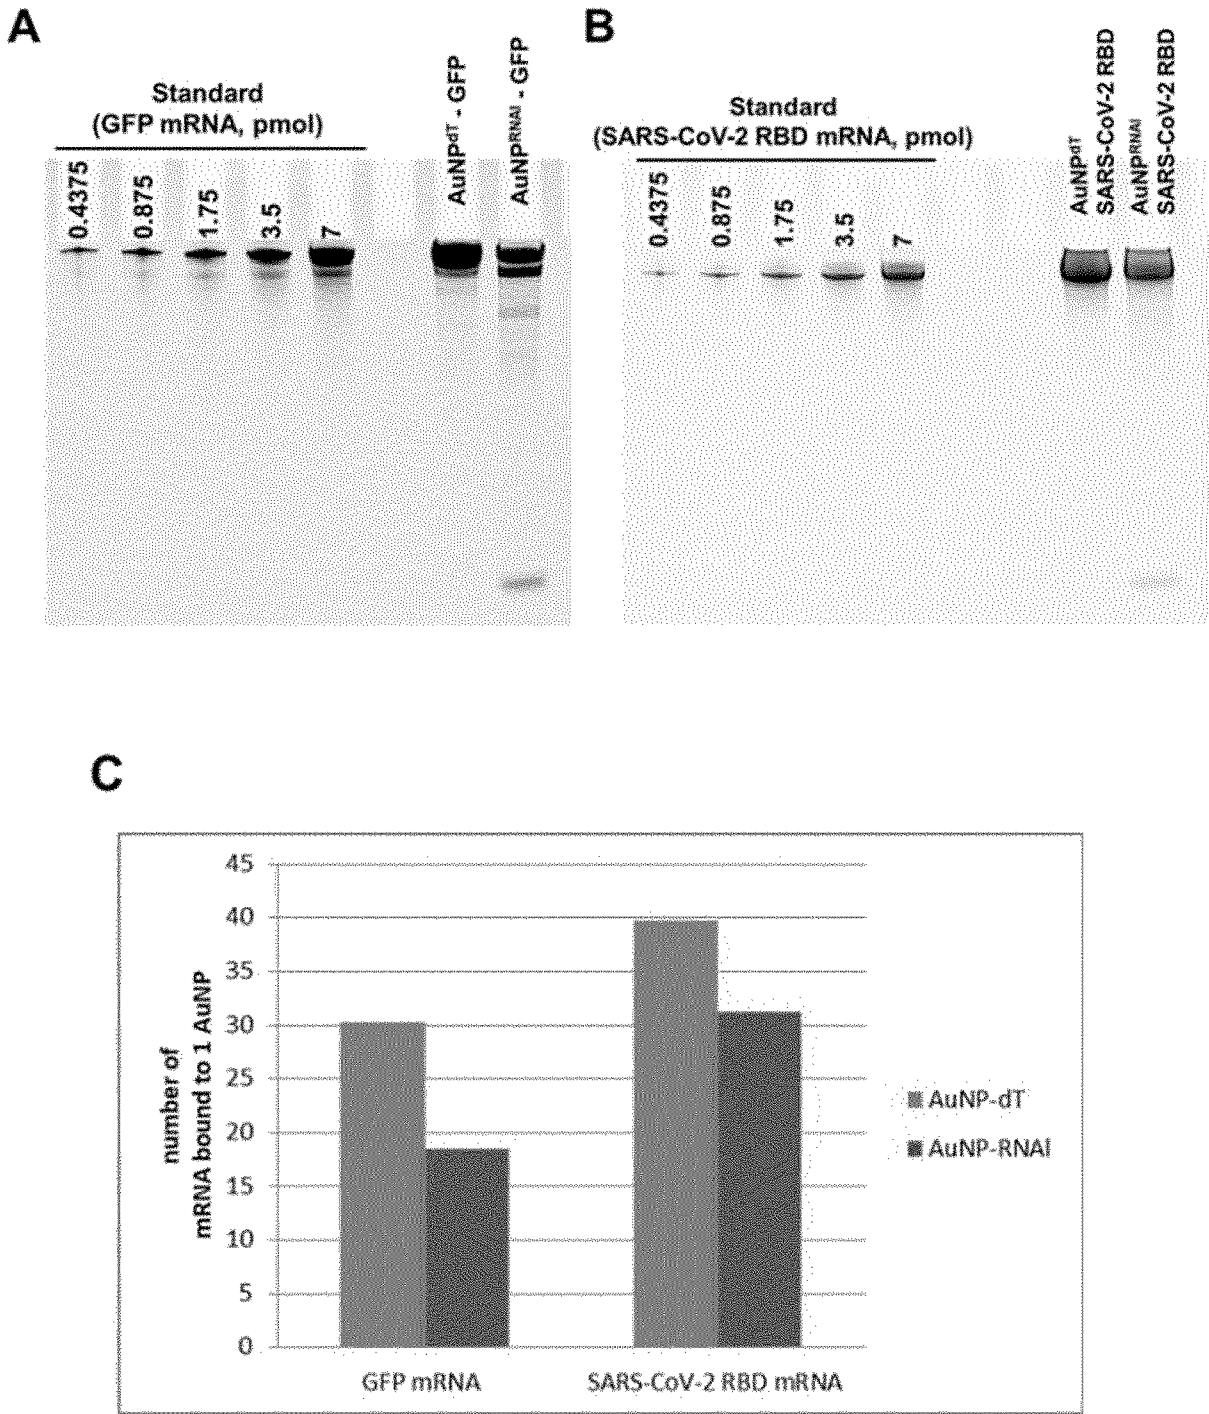 A
Standard
(GFP mRNA, pmol)
0.4375
0.875
1.75
3.5
7
AuNPdT - GFP
AuNPRNAI - GFP
B
Standard
(SARS-CoV-2 RBD mRNA, pmol)
0.4375
0.875
1.75
3.5
7
AuNPdT
SARS-CoV-2 RBD
AuNPRNAI
SARS-CoV-2 RBD
C
number of
mRNA bound to 1 AuNP
45
40
35
30
25
20
15
10
5
0
GFP mRNA
SARS-CoV-2 RBD mRNA
AuNP-dT
AuNP-RNAI